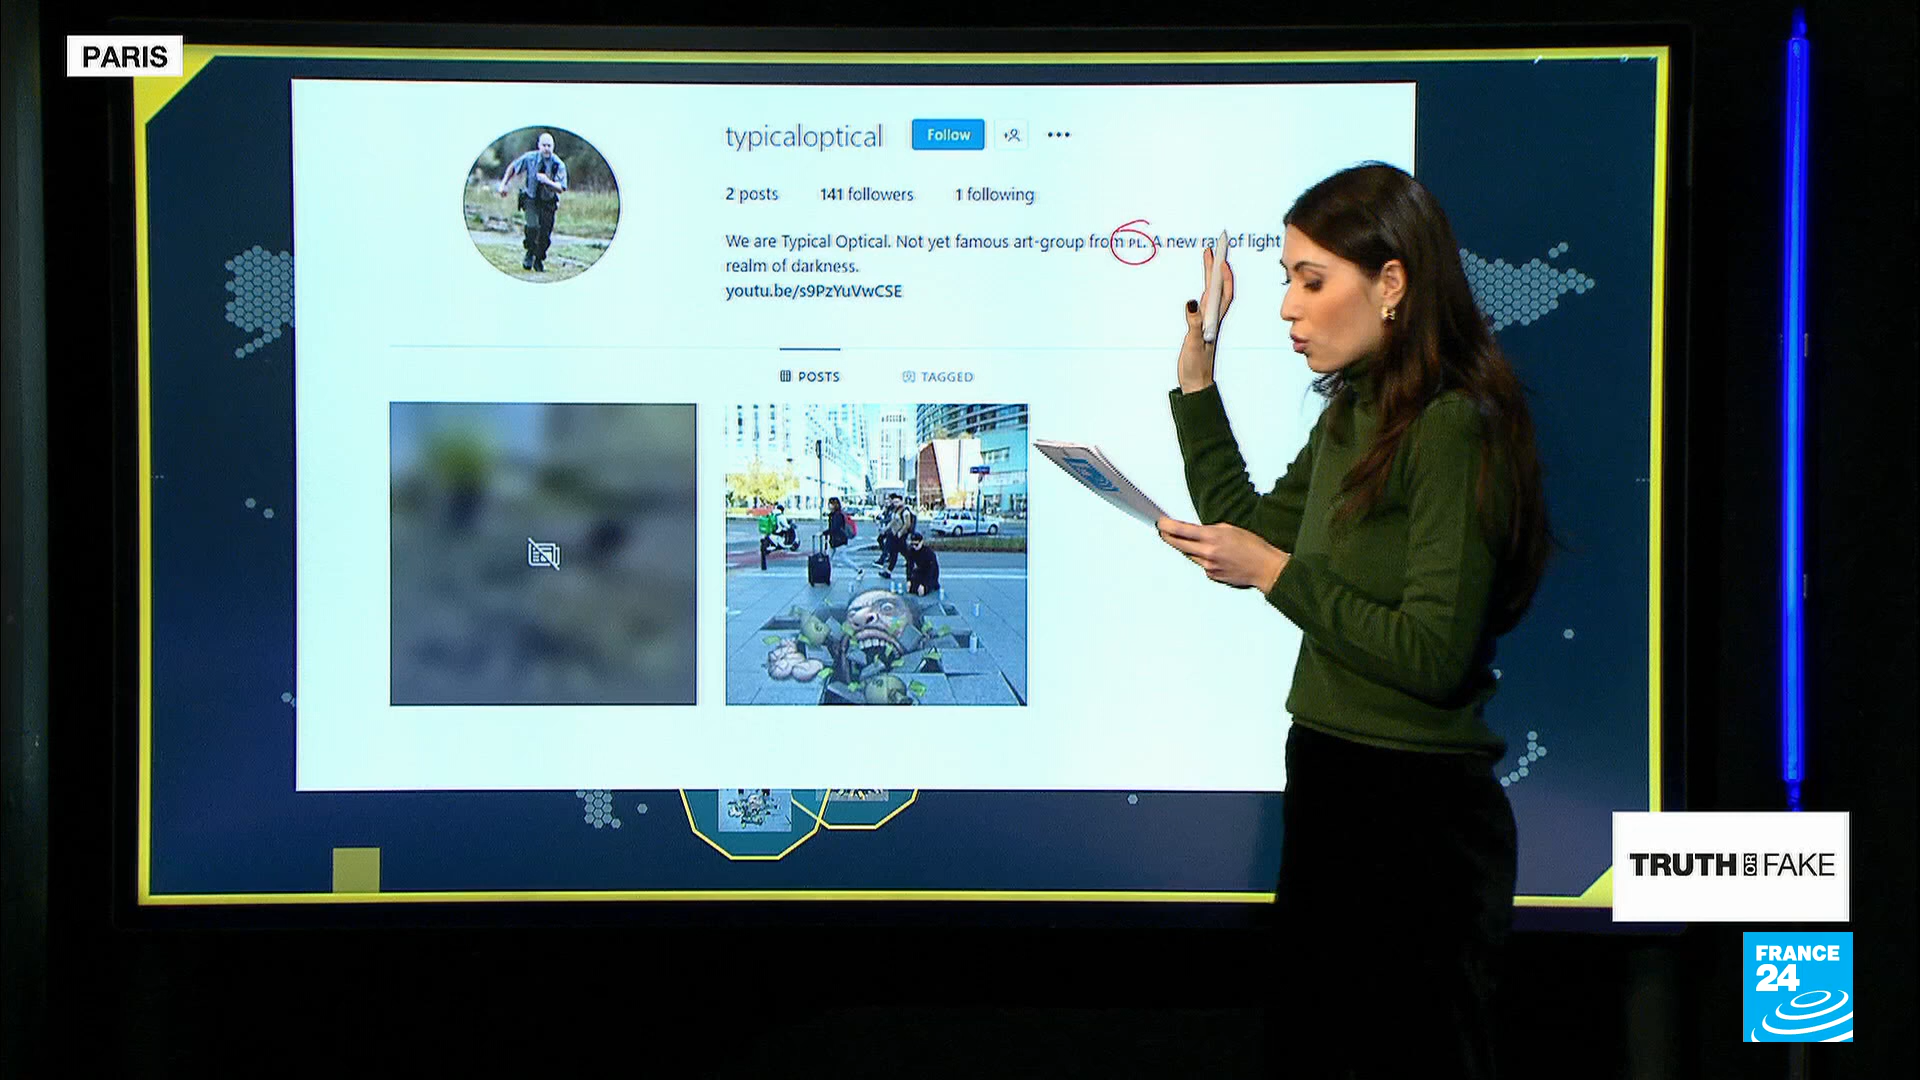 PARIS
typicaloptical
Follow
2 posts 141 followers 1 following
We are Typical Optical. Not yet famous art-group from PL. A new ray of light
realm of darkness.
youtu.be/s9PzYuVwCSE
POSTS TAGGED
TRUTH OR FAKE
FRANCE
24